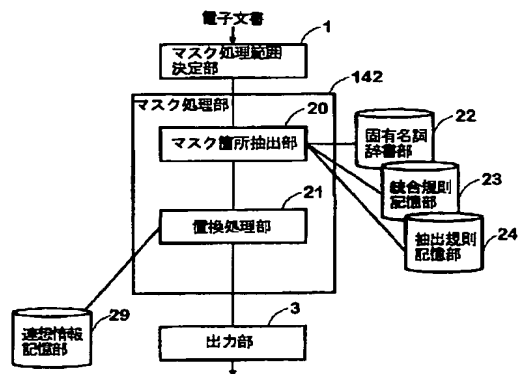 電子文書
1
マスク処理範囲
決定部
142
マスク処理部
20
マスク箇所抽出部
22
固有名詞
辞書部
23
統合規則
記憶部
21
置換処理部
24
抽出規則
記憶部
29
連想情報
記憶部
3
出力部